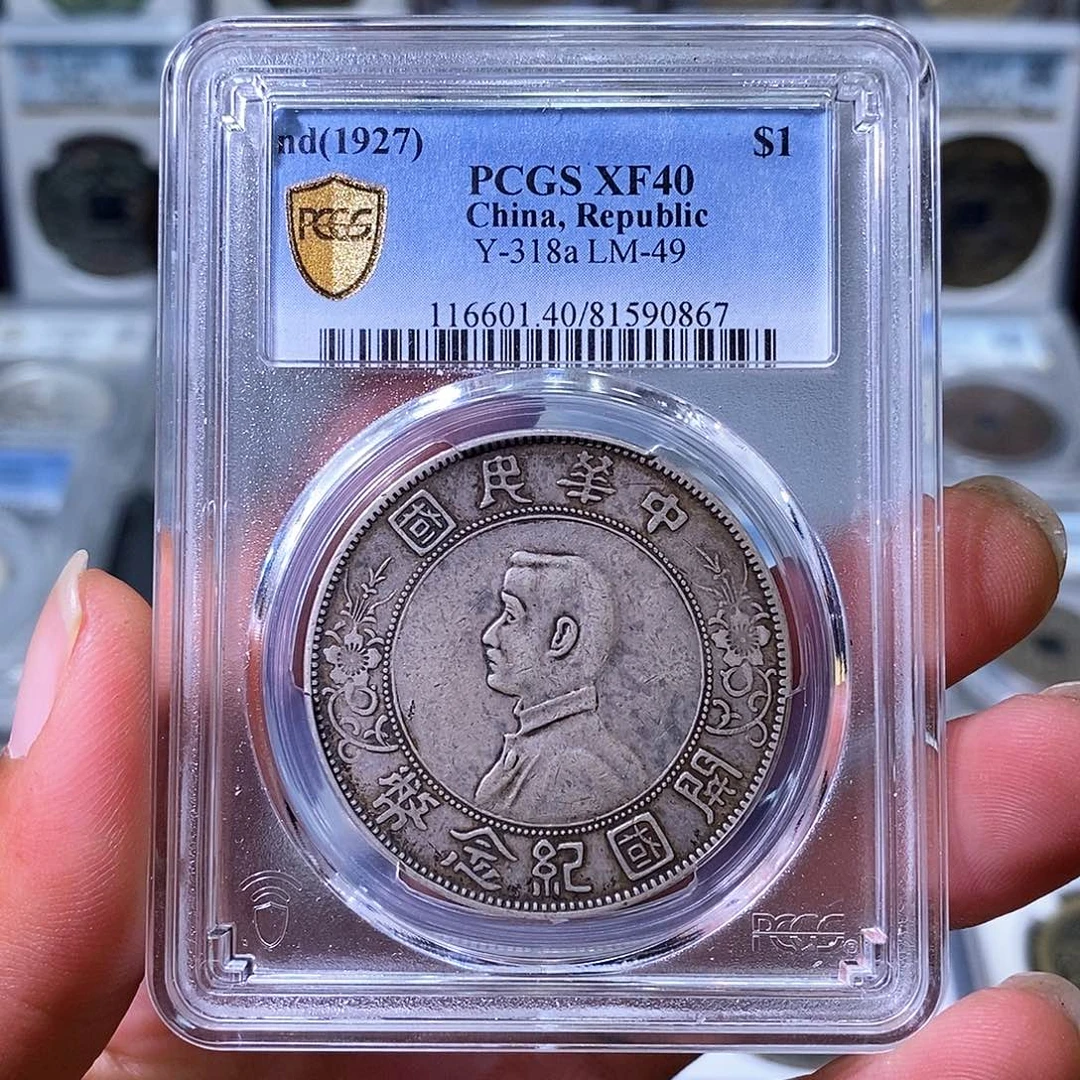 nd(1927) $1
PCGS XF40
PCGS
China, Republic
Y-318a LM-49
116601.40/81590867
中華民國
開國紀念幣
PCGS